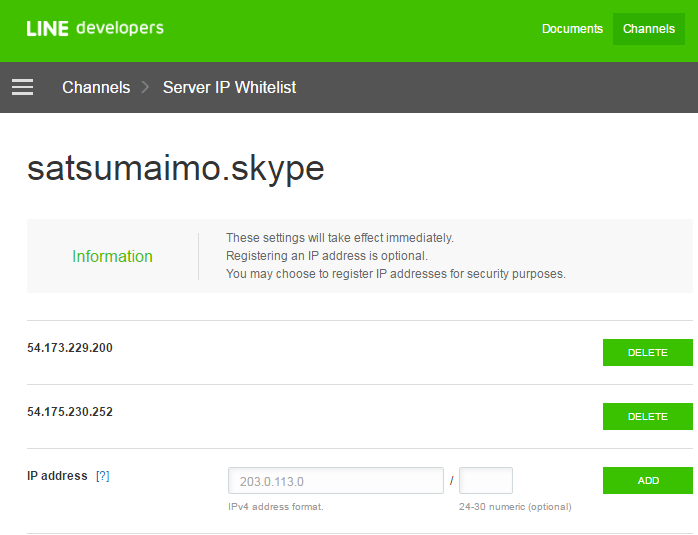 LINE developers
Documents
Channels
Channels
Server IP Whitelist
satsumaimo.skype
Information
These settings will take effect immediately.
Registering an IP address is optional.
You may choose to register IP addresses for security purposes.
54.173.229.200
DELETE
54.175.230.252
DELETE
IP address [?]
203.0.113.0
/
ADD
IPv4 address format.
24-30 numeric (optional)